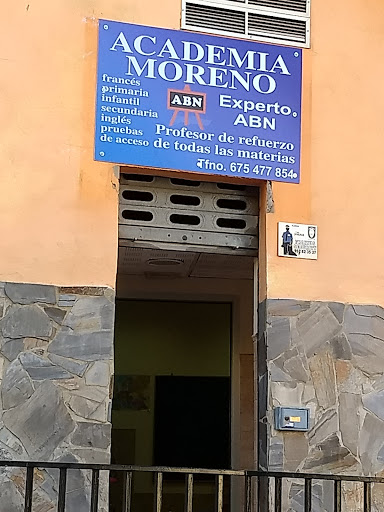 ACADEMIA
MORENO
francés
primaria
infantil
secundaria
inglés
pruebas
de acceso
ABN
Experto
ABN
Profesor de refuerzo
de todas las materias
Tfno. 675 477 854